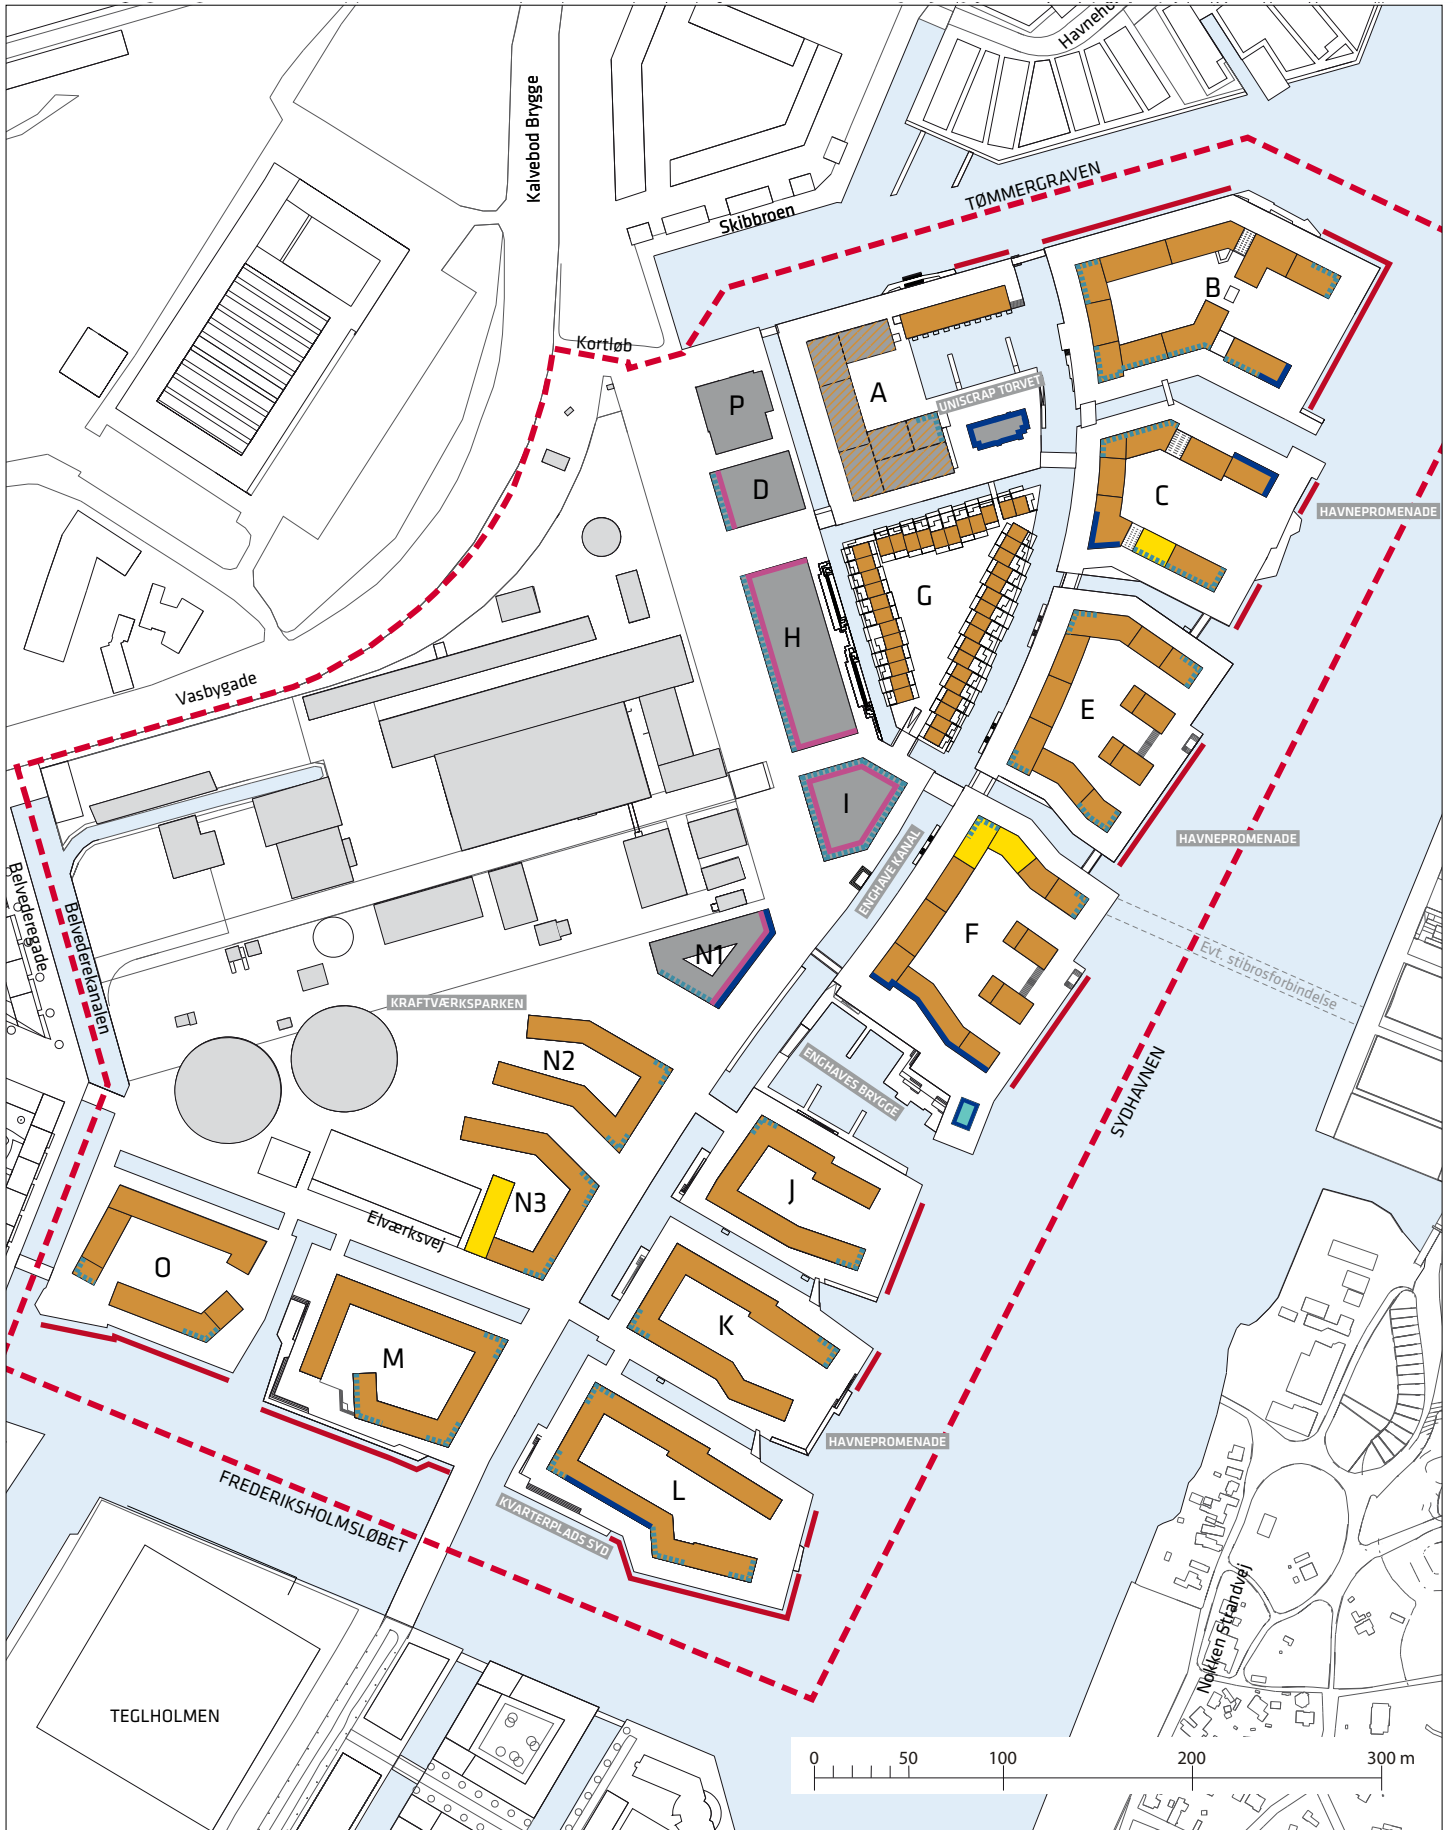 Havneho
Kalvebod Brygge
TØMMERGRAVEN
Skibbroen
B
Kortløb
A
UNISCRAP TORVET
P
D
C
HAVNEPROMENADE
G
H
Vasbygade
E
I
HAVNEPROMENADE
ENGHAVE KANAL
Belvederegade
Belvederekanalen
F
N1
Evt. stibrosforbindelse
KRAFTVÆRKSPARKEN
N2
ENGHAVES BRYGGE
SYDHAVNEN
J
N3
Elværksvej
O
K
M
HAVNEPROMENADE
L
FREDERIKSHOLMSLØBET
KVARTERPLADS SYD
Nokken Strandvej
TEGLHOLMEN
0 50 100 200 300 m